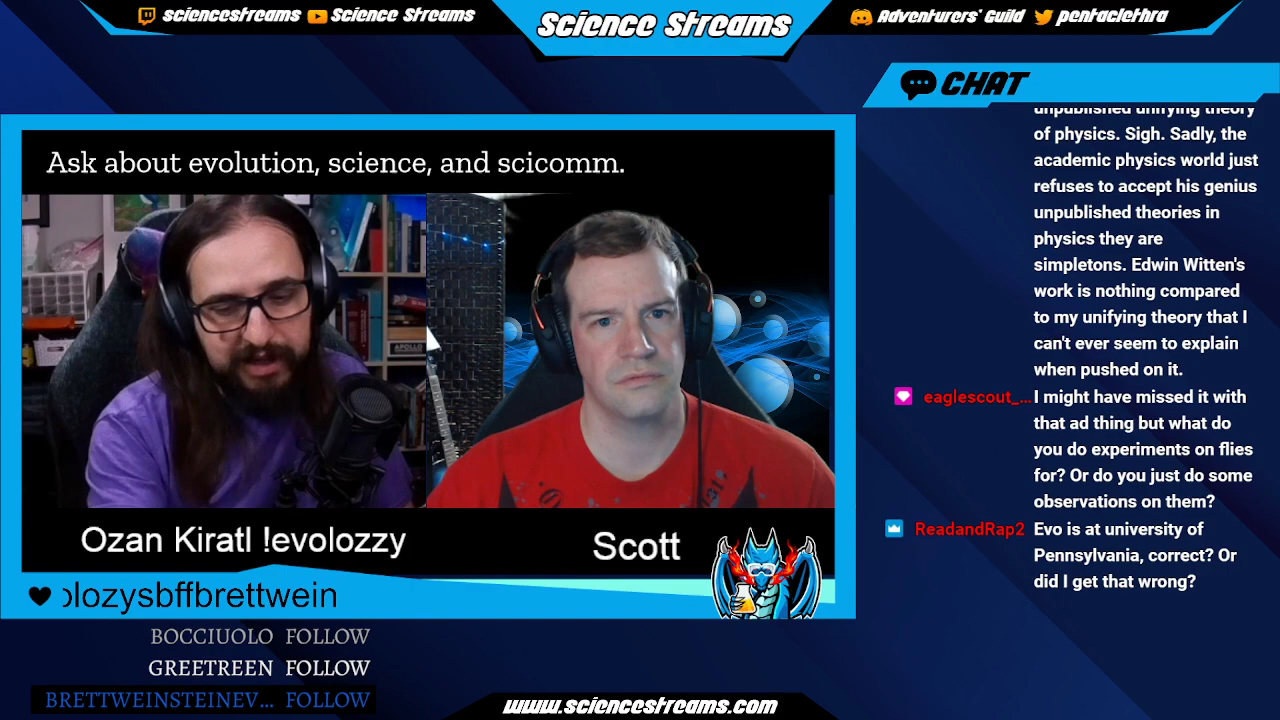 sciencestreams Science Streams
Science Streams
Adventurers' Guild pentaclethra
CHAT
Ask about evolution, science, and scicomm.
APOLLO
Ozan Kiratl !evolozzy
Scott
olozysbffbrettwein
BOCCIUOLO FOLLOW
GREETREEN FOLLOW
BRETTWEINSTEINEV... FOLLOW
www.sciencestreams.com
unpublished unifying theory
of physics. Sigh. Sadly, the
academic physics world just
refuses to accept his genius
unpublished theories in
physics they are
simpletons. Edwin Witten's
work is nothing compared
to my unifying theory that I
can't ever seem to explain
when pushed on it.
eaglescout_... I might have missed it with
that ad thing but what do
you do experiments on flies
for? Or do you just do some
observations on them?
ReadandRap2 Evo is at university of
Pennsylvania, correct? Or
did I get that wrong?